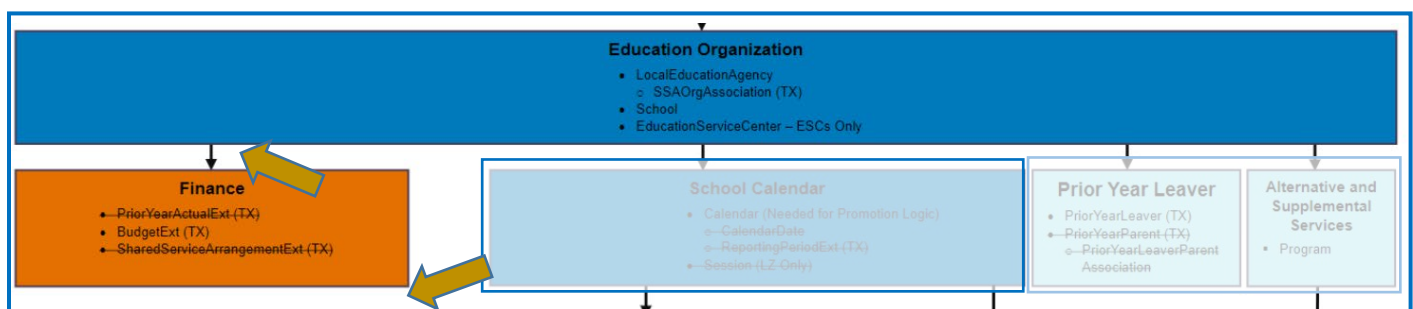 Education Organization
• LocalEducationAgency
○ SSAOrgAssociation (TX)
• School
• EducationServiceCenter – ESCs Only
Finance
• PriorYearActualExt (TX)
• BudgetExt (TX)
• SharedServiceArrangementExt (TX)
School Calendar
• Calendar (Needed for Promotion Logic)
○ CalendarDate
○ ReportingPeriodExt (TX)
• Session (LZ Only)
Prior Year Leaver
• PriorYearLeaver (TX)
• PriorYearParent (TX)
○ PriorYearLeaverParent
Association
Alternative and
Supplemental
Services
▪ Program